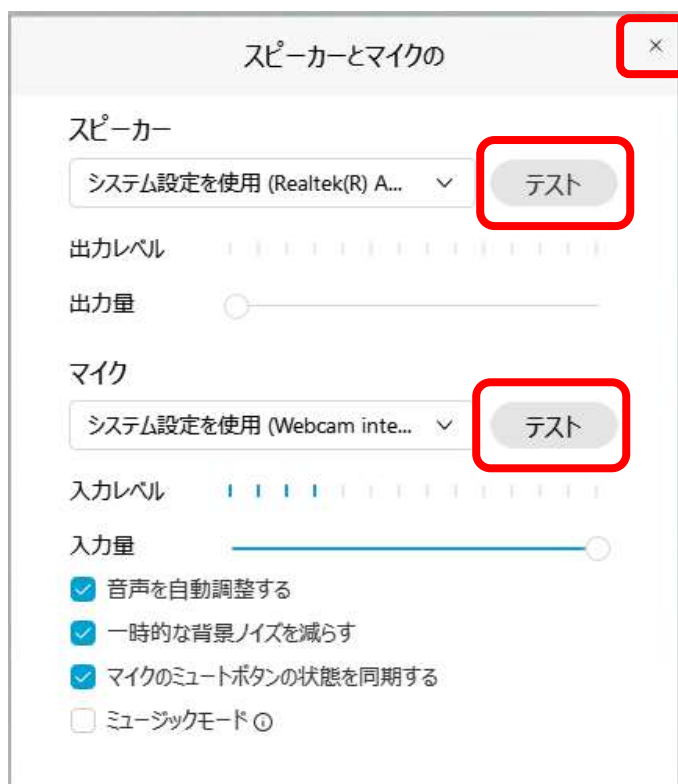 スピーカーとマイクの
スピーカー
システム設定を使用 (Realtek(R) A... テスト
出力レベル
出力量
マイク
システム設定を使用 (Webcam inte... テスト
入力レベル
入力量
音声を自動調整する
一時的な背景ノイズを減らす
マイクのミュートボタンの状態を同期する
ミュージックモード